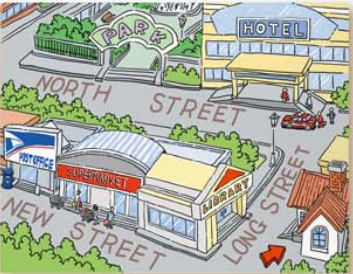 PARK
HOTEL
NORTH STREET
POST OFFICE
SUPERMARKET
LIBRARY
NEW STREET
LONG STREET